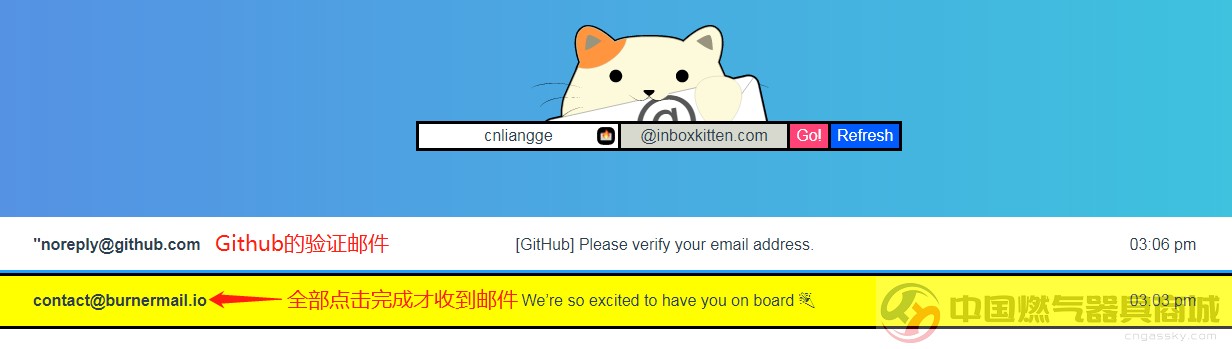 @
cnliangge @inboxkitten.com Go! Refresh
"noreply@github.com Github的验证邮件 [GitHub] Please verify your email address. 03:06 pm
contact@burnermail.io 全部点击完成才收到邮件 We’re so excited to have you on board 03:03 pm
中国燃气器具商城
cngassky.com